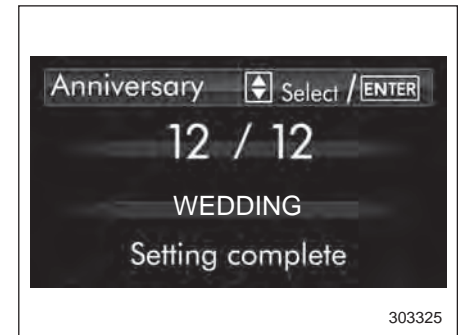 Anniversary Select / ENTER
12 / 12
WEDDING
Setting complete
303325